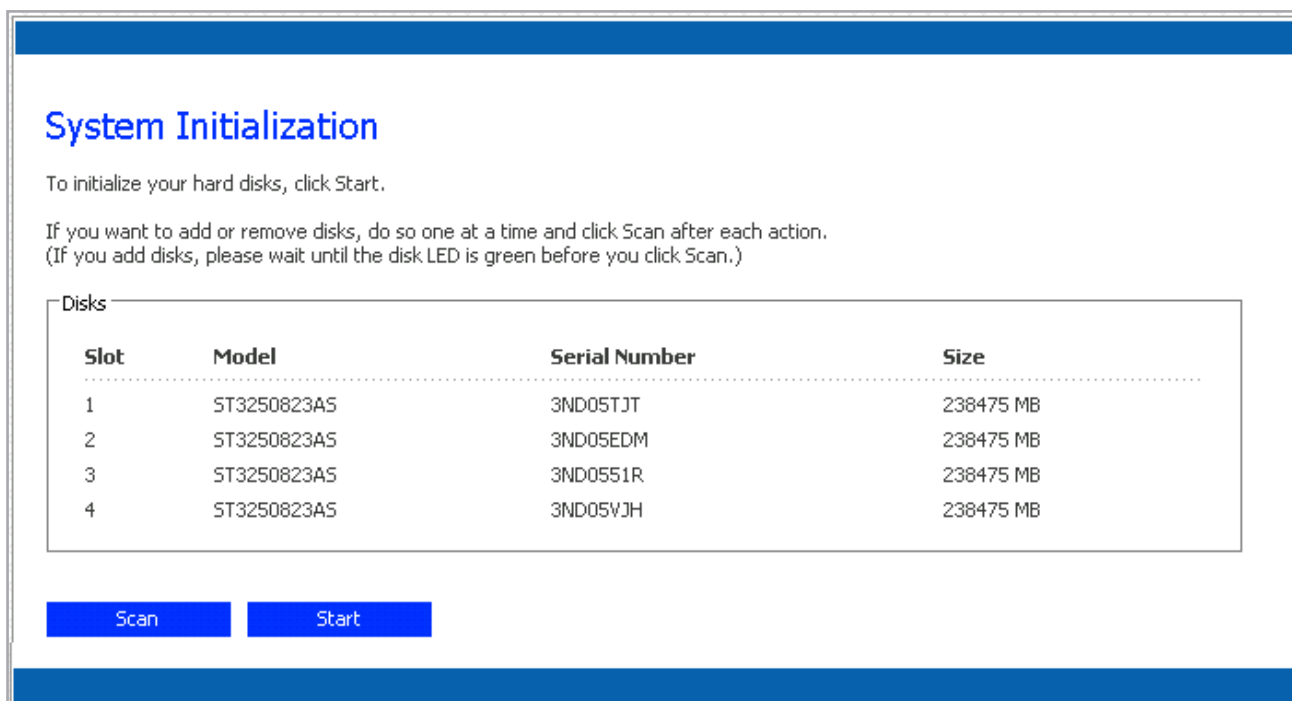 System Initialization
To initialize your hard disks, click Start.
If you want to add or remove disks, do so one at a time and click Scan after each action.
(If you add disks, please wait until the disk LED is green before you click Scan.)
Disks
Slot Model Serial Number Size
1 ST3250823AS 3ND05TJT 238475 MB
2 ST3250823AS 3ND05EDM 238475 MB
3 ST3250823AS 3ND0551R 238475 MB
4 ST3250823AS 3ND05VJH 238475 MB
Scan Start